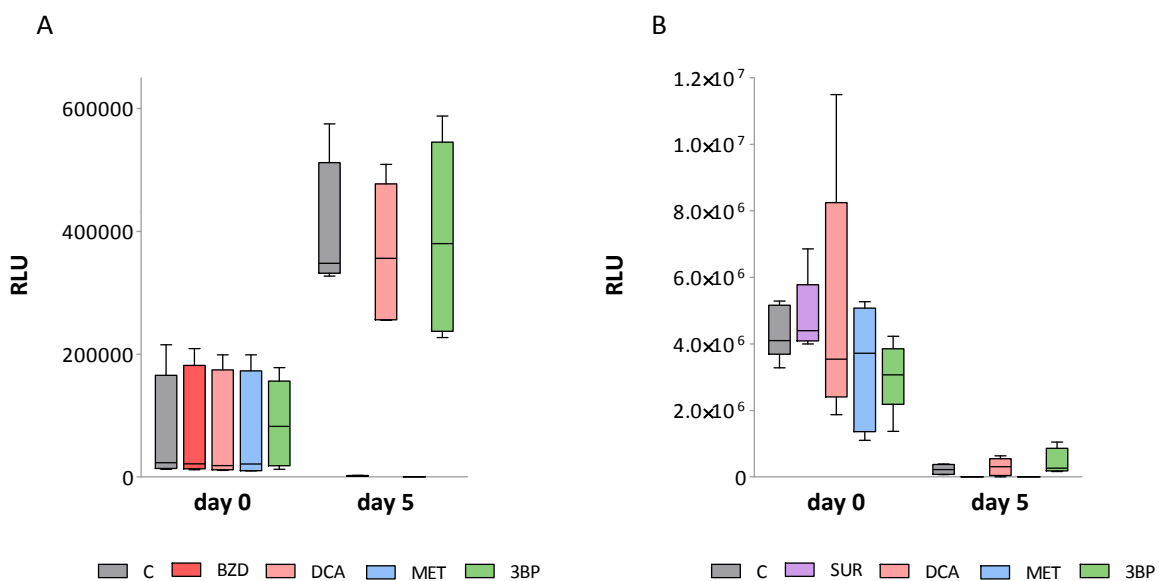 A
RLU
600000
400000
200000
0
day 0
day 5
C BZD DCA MET 3BP
B
RLU
1.2×10⁷
1.0×10⁷
8.0×10⁶
6.0×10⁶
4.0×10⁶
2.0×10⁶
0
day 0
day 5
C SUR DCA MET 3BP